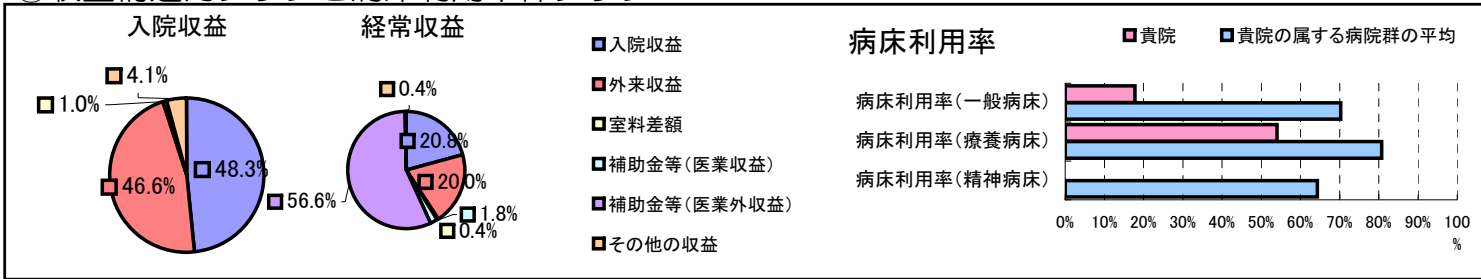 入院収益
4.1%
1.0%
48.3%
46.6%
経常収益
0.4%
20.8%
20.0%
56.6%
1.8%
0.4%
入院収益
外来収益
室料差額
補助金等(医業収益)
補助金等(医業外収益)
その他の収益
病床利用率
貴院
貴院の属する病院群の平均
病床利用率(一般病床)
病床利用率(療養病床)
病床利用率(精神病床)
0% 10% 20% 30% 40% 50% 60% 70% 80% 90% 100
%